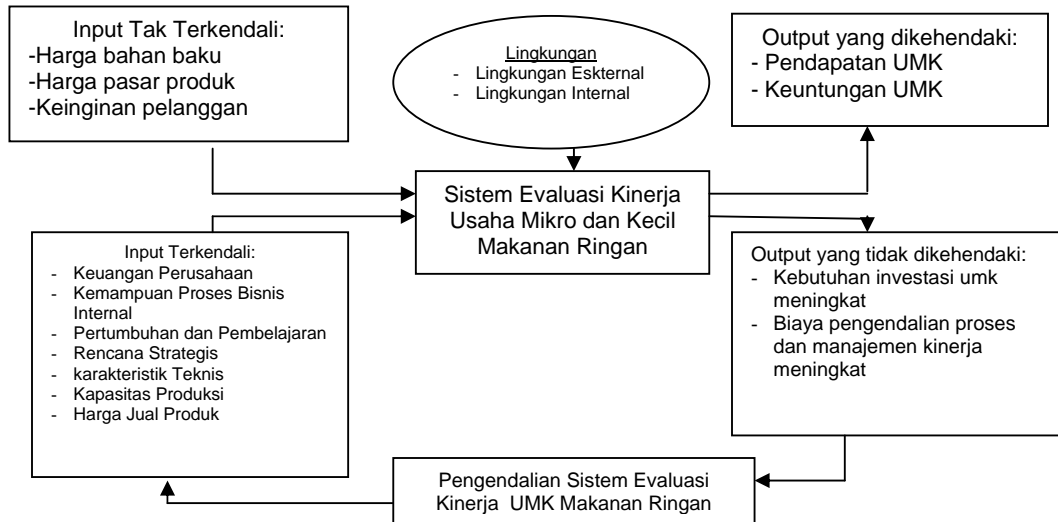 Input Tak Terkendali:
-Harga bahan baku
-Harga pasar produk
-Keinginan pelanggan
Lingkungan
- Lingkungan Eskternal
- Lingkungan Internal
Output yang dikehendaki:
- Pendapatan UMK
- Keuntungan UMK
Sistem Evaluasi Kinerja
Usaha Mikro dan Kecil
Makanan Ringan
Input Terkendali:
- Keuangan Perusahaan
- Kemampuan Proses Bisnis
Internal
- Pertumbuhan dan Pembelajaran
- Rencana Strategis
- karakteristik Teknis
- Kapasitas Produksi
- Harga Jual Produk
Output yang tidak dikehendaki:
- Kebutuhan investasi umk
meningkat
- Biaya pengendalian proses
dan manajemen kinerja
meningkat
Pengendalian Sistem Evaluasi
Kinerja UMK Makanan Ringan